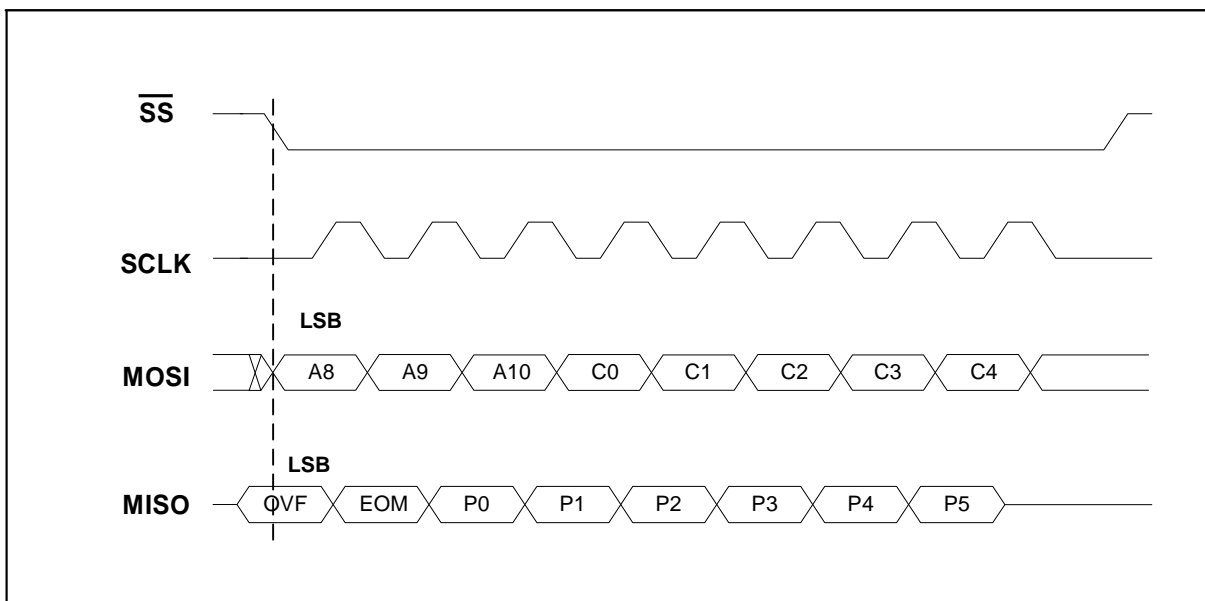 SS
SCLK
LSB
MOSI A8 A9 A10 C0 C1 C2 C3 C4
LSB
MISO OVF EOM P0 P1 P2 P3 P4 P5